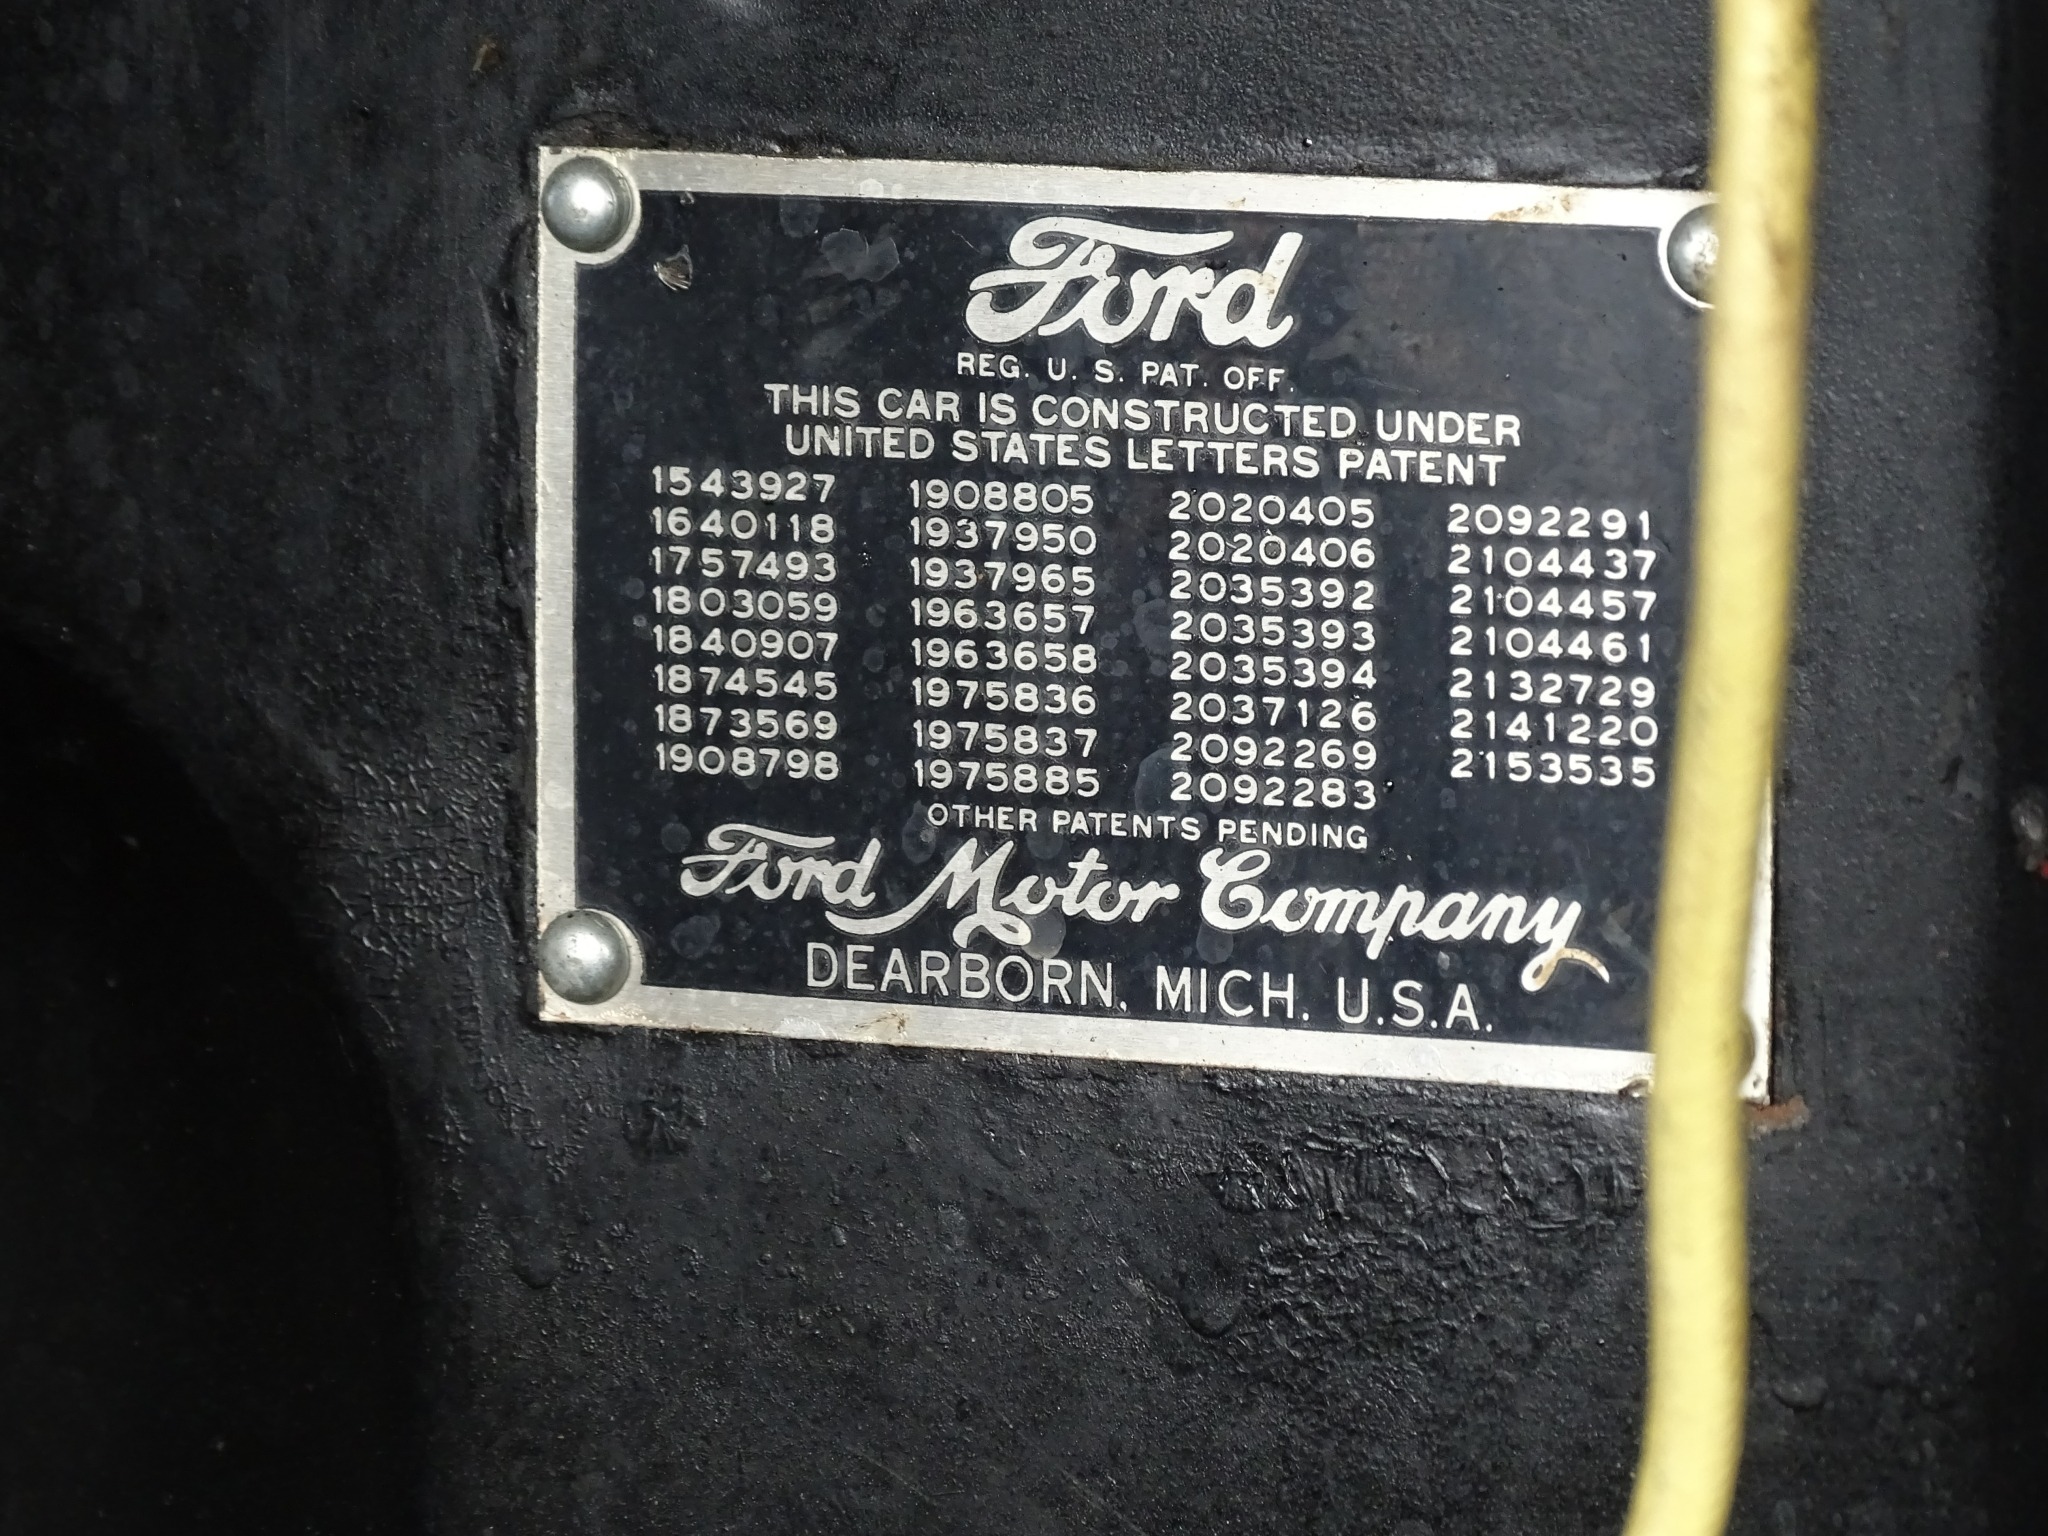 Ford
REG. U. S. PAT. OFF.
THIS CAR IS CONSTRUCTED UNDER
UNITED STATES LETTERS PATENT
1543927 1908805 2020405 2092291
1640118 1937950 2020406 2104437
1757493 1937965 2035392 2104457
1803059 1963657 2035393 2104461
1840907 1963658 2035394 2132729
1874545 1975836 2037126 2141220
1873569 1975837 2092269 2153535
1908798 1975885 2092283
OTHER PATENTS PENDING
Ford Motor Company
DEARBORN, MICH. U.S.A.